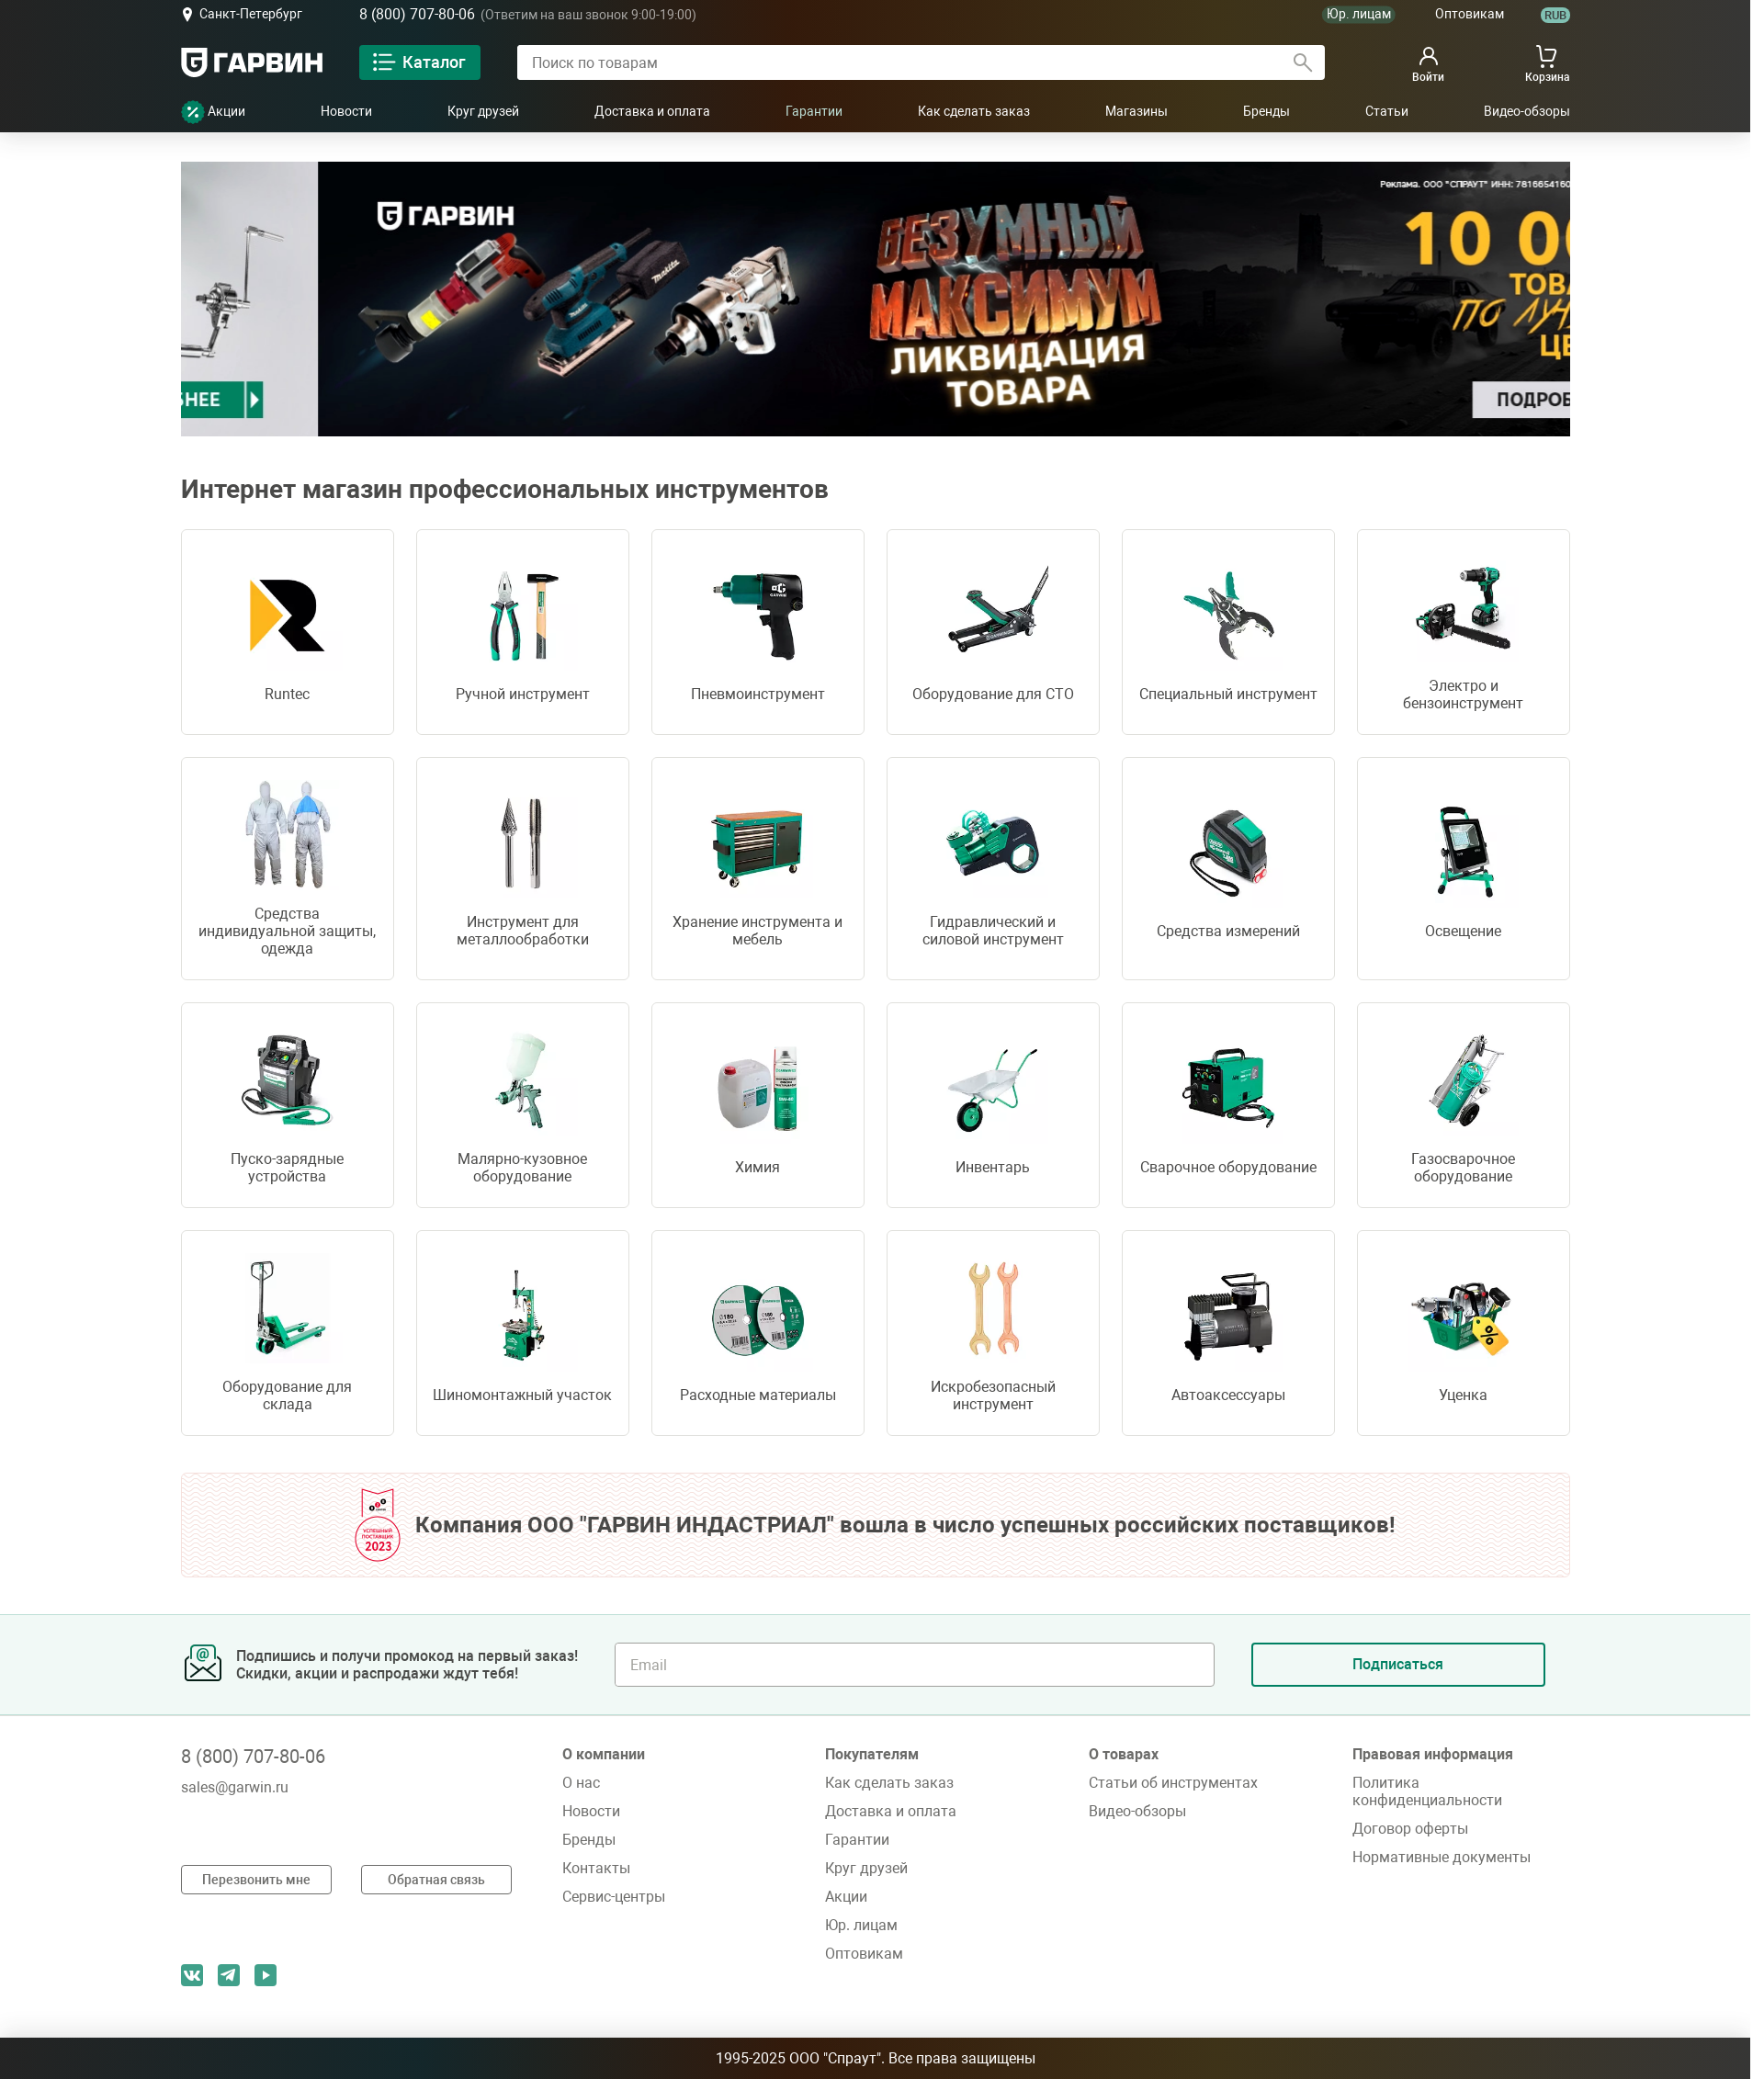 Санкт-Петербург
8 (800) 707-80-06 (Ответим на ваш звонок 9:00-19:00)
Юр. лицам
Оптовикам
RUB
ГАРВИН
Каталог
Поиск по товарам
Войти
Корзина
Акции
Новости
Круг друзей
Доставка и оплата
Гарантии
Как сделать заказ
Магазины
Бренды
Статьи
Видео-обзоры
БНЕЕ
ГАРВИН
makita
БЕЗУМНЫЙ
МАКСИМУМ
ЛИКВИДАЦИЯ
ТОВАРА
Реклама. ООО "СПРАУТ" ИНН: 781665416
10 00
ТОВА
ПО ЛУ
ЦЕ
ПОДРОБ
Интернет магазин профессиональных инструментов
Runtec
Ручной инструмент
Пневмоинструмент
Оборудование для СТО
Специальный инструмент
Электро и
бензоинструмент
Средства
индивидуальной защиты,
одежда
Инструмент для
металлообработки
Хранение инструмента и
мебель
Гидравлический и
силовой инструмент
Средства измерений
Освещение
Пуско-зарядные
устройства
Малярно-кузовное
оборудование
Химия
Инвентарь
Сварочное оборудование
Газосварочное
оборудование
Оборудование для
склада
Шиномонтажный участок
Расходные материалы
Искробезопасный
инструмент
Автоаксессуары
Уценка
УСПЕШНЫЙ
ПОСТАВЩИК
2023
Компания ООО "ГАРВИН ИНДАСТРИАЛ" вошла в число успешных российских поставщиков!
Подпишись и получи промокод на первый заказ!
Скидки, акции и распродажи ждут тебя!
Email
Подписаться
8 (800) 707-80-06
sales@garwin.ru
Перезвонить мне
Обратная связь
О компании
О нас
Новости
Бренды
Контакты
Сервис-центры
Покупателям
Как сделать заказ
Доставка и оплата
Гарантии
Круг друзей
Акции
Юр. лицам
Оптовикам
О товарах
Статьи об инструментах
Видео-обзоры
Правовая информация
Политика
конфиденциальности
Договор оферты
Нормативные документы
1995-2025 ООО "Спраут". Все права защищены